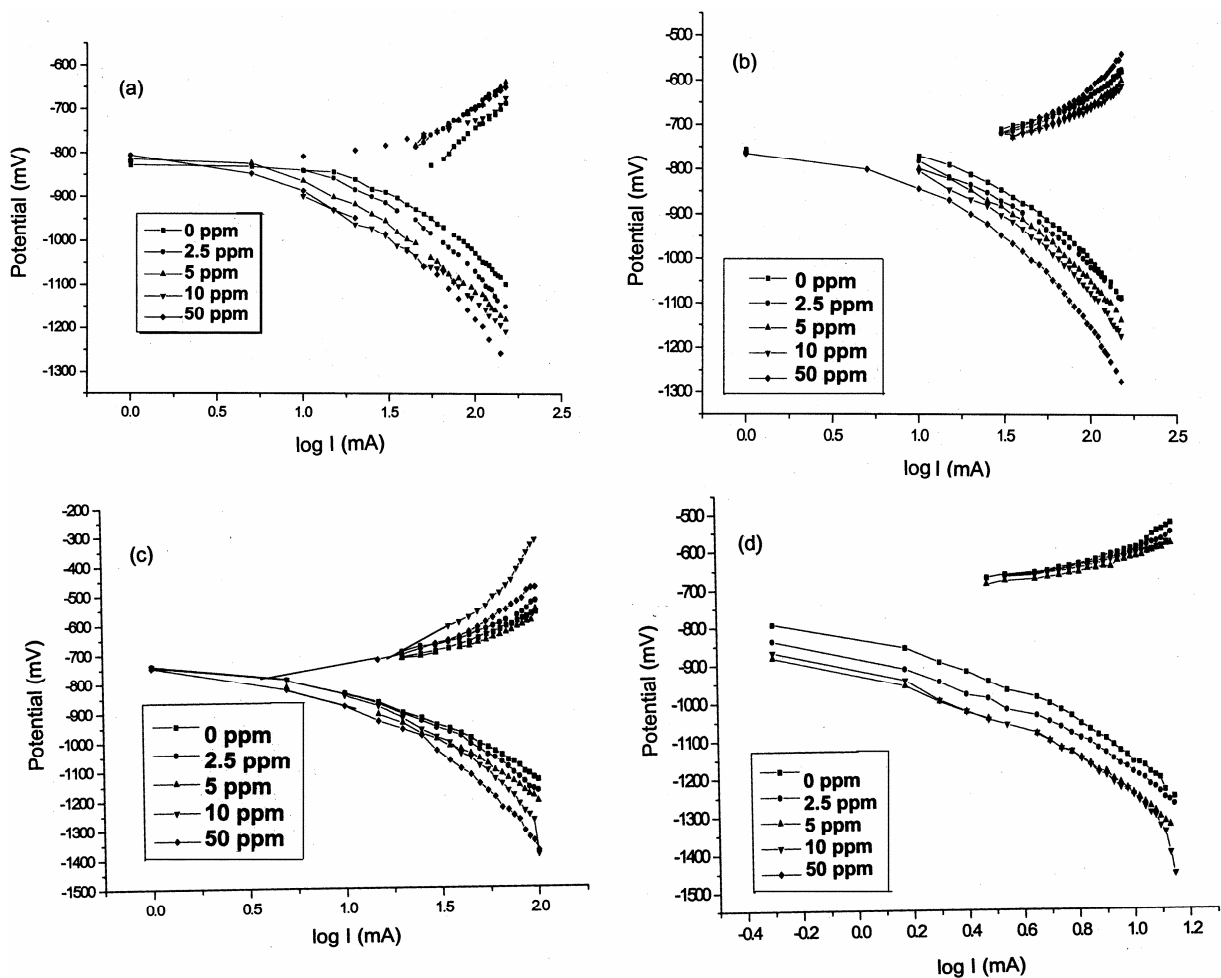 (a)
Potential (mV)
-600
-700
-800
-900
-1000
-1100
-1200
-1300
0 ppm
2.5 ppm
5 ppm
10 ppm
50 ppm
0.0 0.5 1.0 1.5 2.0 2.5
log I (mA)
(b)
Potential (mV)
-500
-600
-700
-800
-900
-1000
-1100
-1200
-1300
0 ppm
2.5 ppm
5 ppm
10 ppm
50 ppm
0.0 0.5 1.0 1.5 2.0 2.5
log I (mA)
(c)
Potential (mV)
-200
-300
-400
-500
-600
-700
-800
-900
-1000
-1100
-1200
-1300
-1400
-1500
0 ppm
2.5 ppm
5 ppm
10 ppm
50 ppm
0.0 0.5 1.0 1.5 2.0
log I (mA)
(d)
Potential (mV)
-500
-600
-700
-800
-900
-1000
-1100
-1200
-1300
-1400
-1500
0 ppm
2.5 ppm
5 ppm
10 ppm
50 ppm
-0.4 -0.2 0.0 0.2 0.4 0.6 0.8 1.0 1.2
log I (mA)